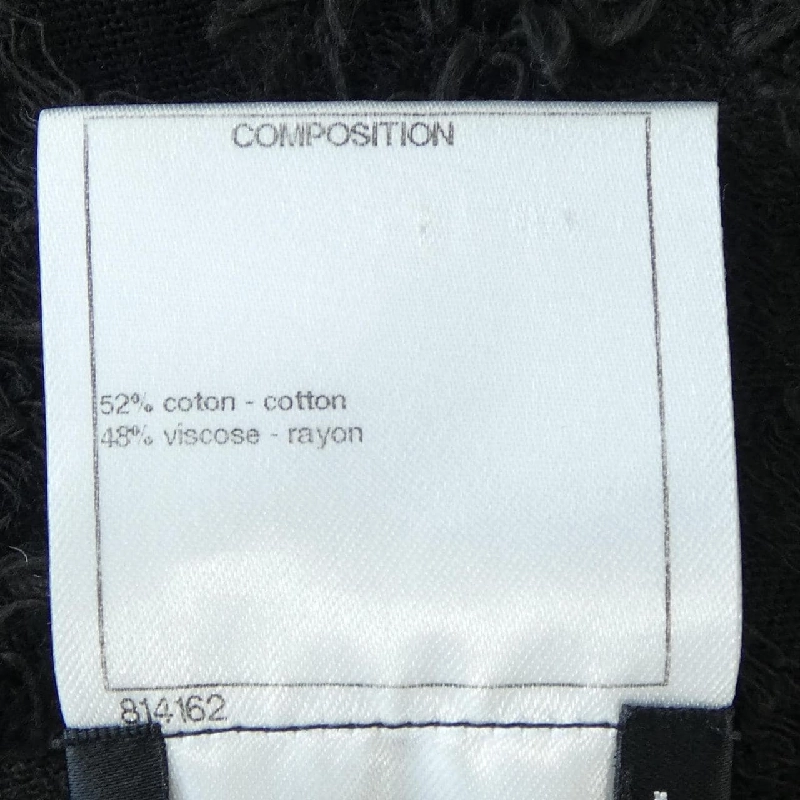 COMPOSITION
52% coton - cotton
48% viscose - rayon
814162